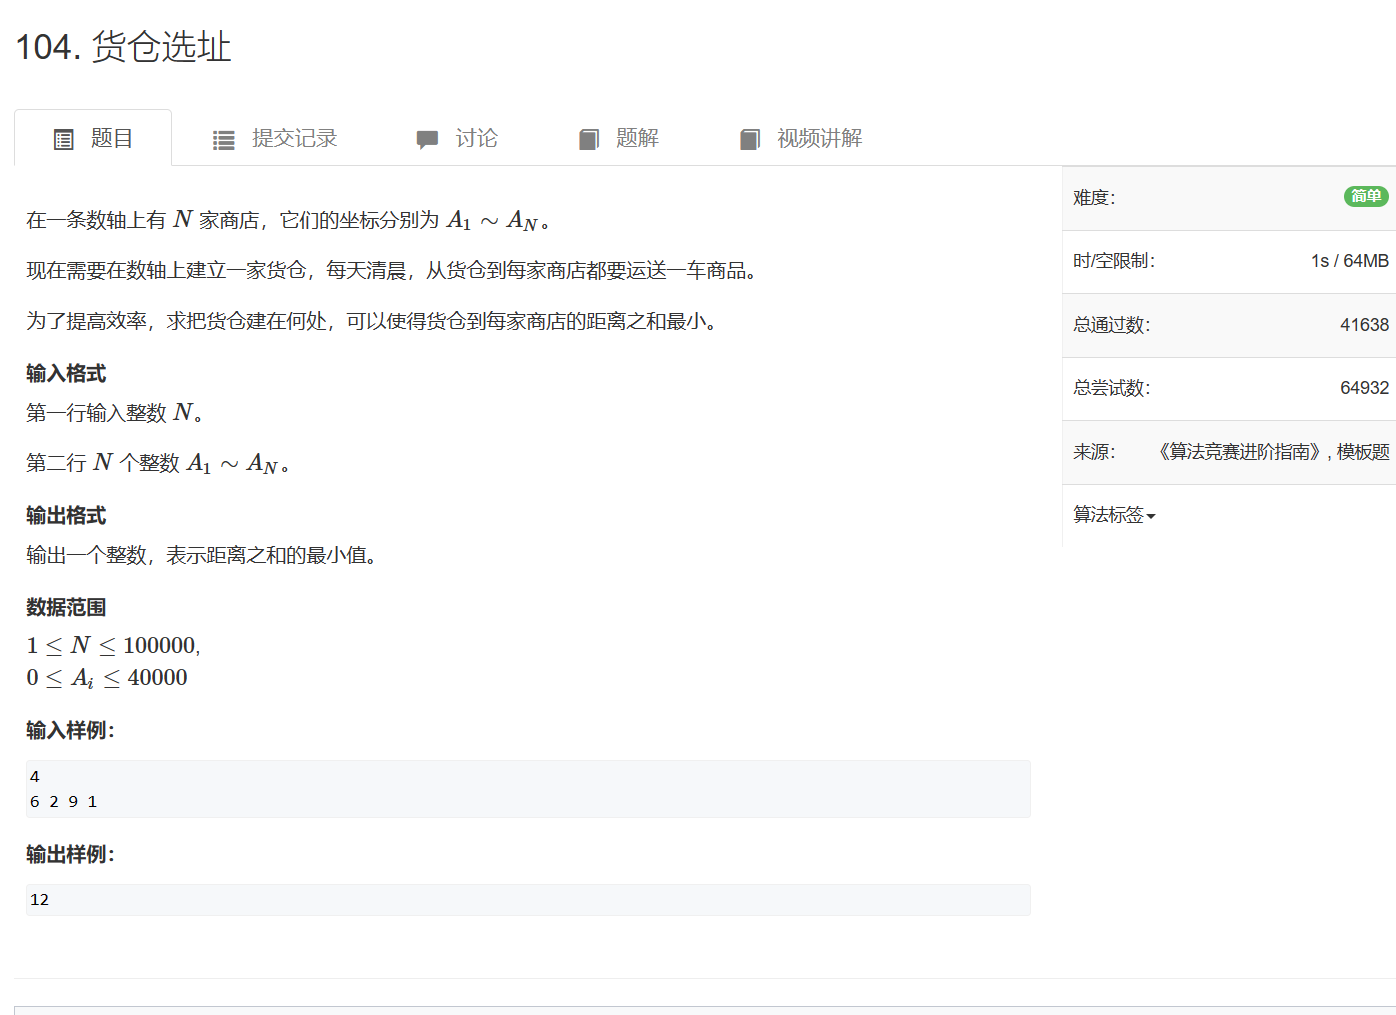 104. 货仓选址
题目 提交记录 讨论 题解 视频讲解
在一条数轴上有 N 家商店，它们的坐标分别为 A₁ ∼ A_N。
现在需要在数轴上建立一家货仓，每天清晨，从货仓到每家商店都要运送一车商品。
为了提高效率，求把货仓建在何处，可以使得货仓到每家商店的距离之和最小。
输入格式
第一行输入整数 N。
第二行 N 个整数 A₁ ∼ A_N。
输出格式
输出一个整数，表示距离之和的最小值。
数据范围
1 ≤ N ≤ 100000,
0 ≤ A_i ≤ 40000
输入样例：
4
6 2 9 1
输出样例：
12
难度： 简单
时/空限制： 1s / 64MB
总通过数： 41638
总尝试数： 64932
来源： 《算法竞赛进阶指南》, 模板题
算法标签